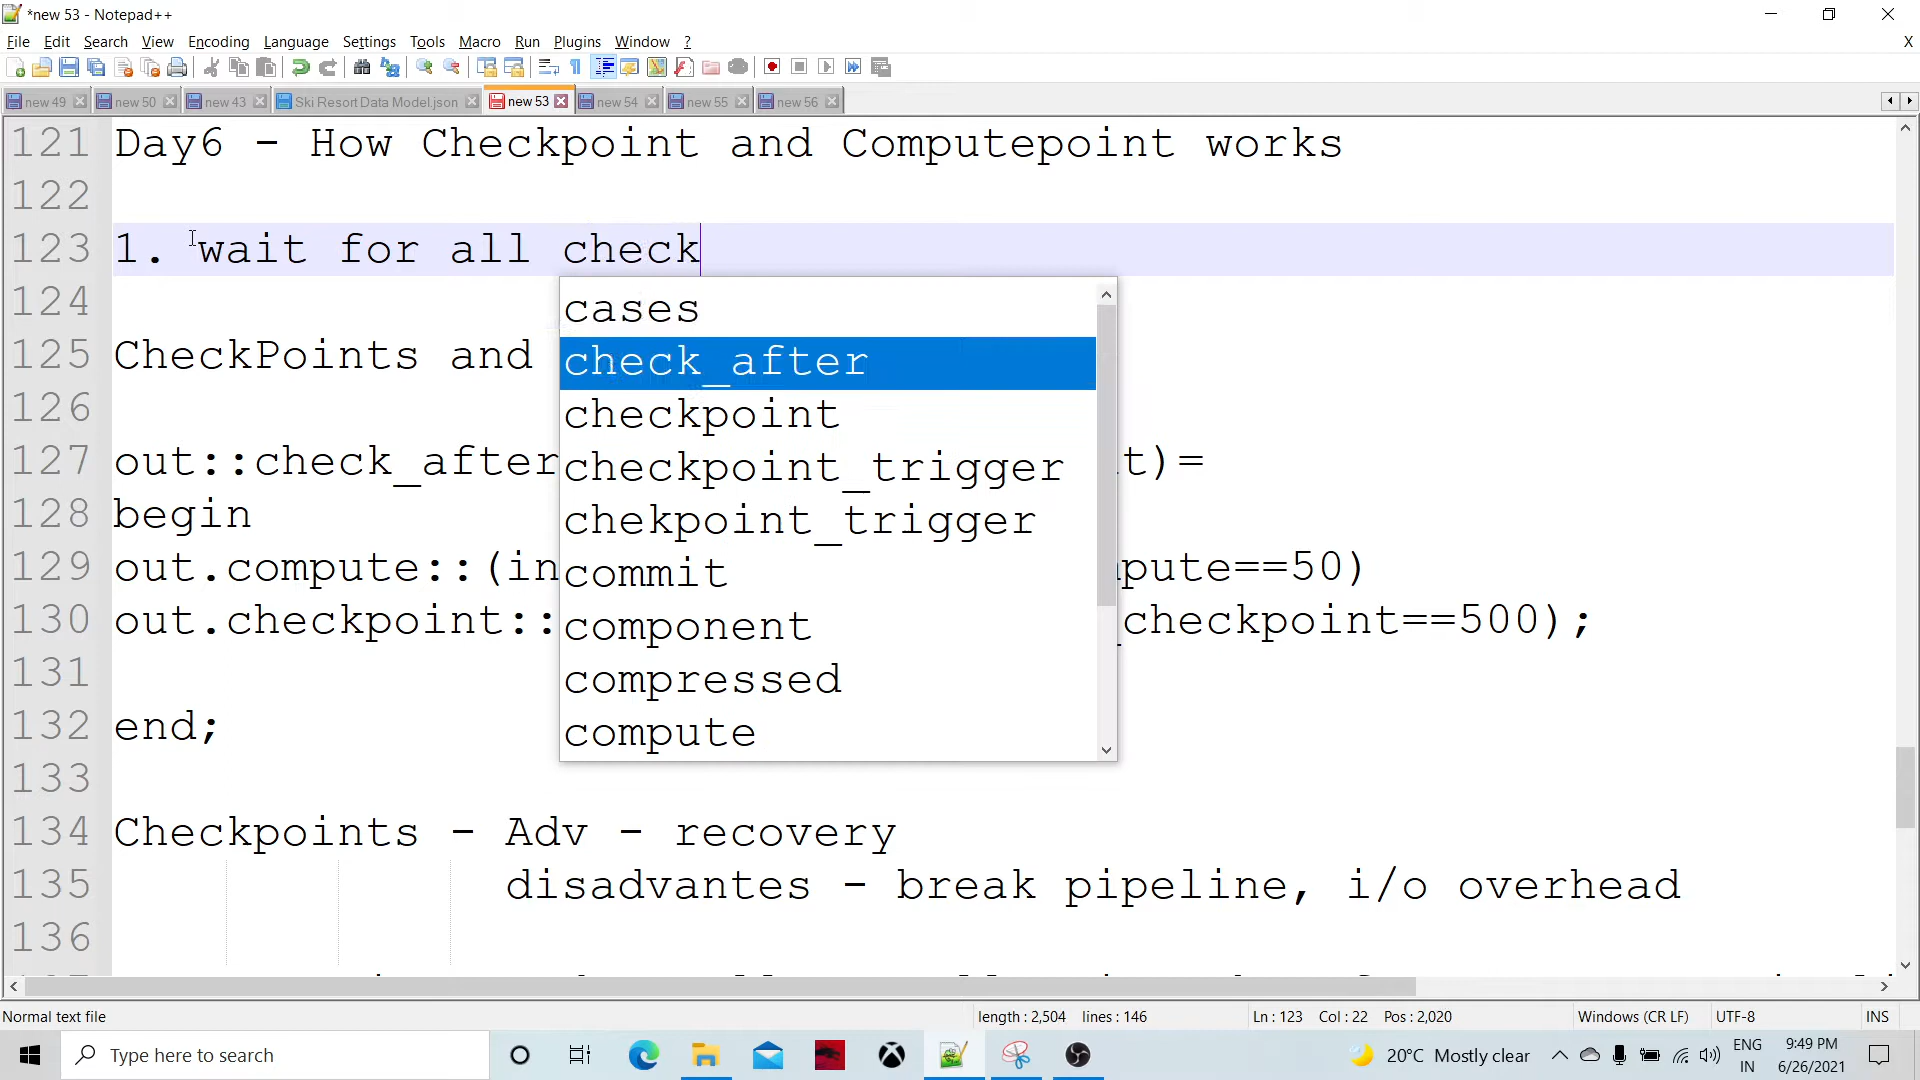 *new 53 - Notepad++
File Edit Search View Encoding Language Settings Tools Macro Run Plugins Window ? X
new 49 new 50 new 43 Ski Resort Data Model.json new 53 new 54 new 55 new 56
121 Day6 - How Checkpoint and Computepoint works
122
123 1. wait for all check
124
cases
125 CheckPoints and
check_after
126
checkpoint
127 out::check_after t)=
checkpoint_trigger
128 begin
chekpoint_trigger
129 out.compute::(in pute==50)
commit
130 out.checkpoint:: _checkpoint==500);
component
131
compressed
132 end;
compute
133
134 Checkpoints - Adv - recovery
135 disadvantes - break pipeline, i/o overhead
136
Normal text file length : 2,504 lines : 146 Ln : 123 Col : 22 Pos : 2,020 Windows (CR LF) UTF-8 INS
Type here to search 20°C Mostly clear ENG IN 9:49 PM 6/26/2021